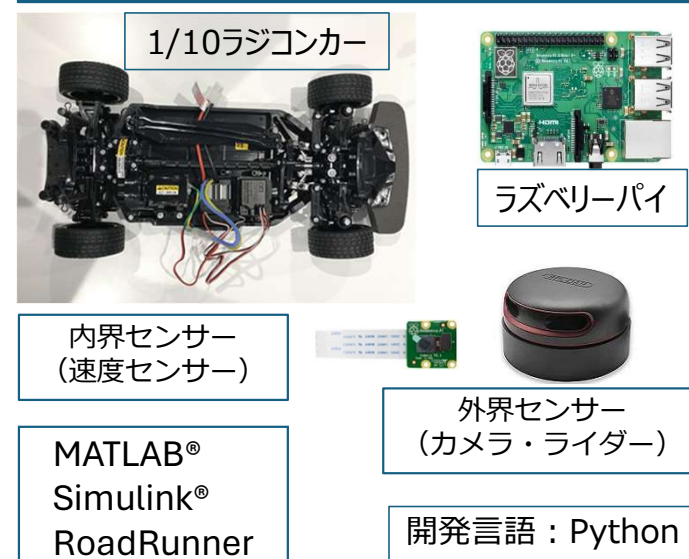 1/10ラジコンカー
ラズベリーパイ
内界センサー
（速度センサー）
外界センサー
（カメラ・ライダー）
MATLAB®
Simulink®
RoadRunner
開発言語：Python
CAUTION
HDMI